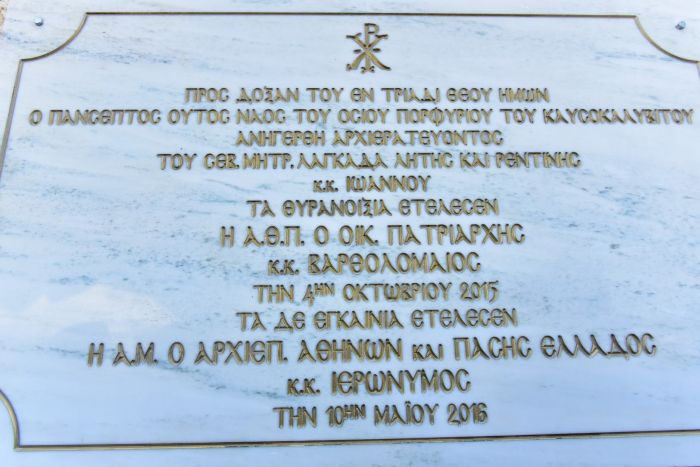 ΠΡΟΣ ΔΟΞΑΝ ΤΟΥ ΕΝ ΤΡΙΑΔΙ ΘΕΟΥ ΗΜΩΝ
Ο ΠΑΝΣΕΠΤΟΣ ΟΥΤΟΣ ΝΑΟΣ ΤΟΥ ΟΣΙΟΥ ΠΟΡΦΥΡΙΟΥ ΤΟΥ ΚΑΥΣΟΚΑΛΥΒΙΤΟΥ
ΑΝΗΓΕΡΘΗ ΑΡΧΙΕΡΑΤΕΥΟΝΤΟΣ
ΤΟΥ ΣΕΒ. ΜΗΤΡ. ΛΑΓΚΑΔΑ ΛΗΤΗΣ ΚΑΙ ΡΕΝΤΙΝΗΣ
κ.κ. ΙΩΑΝΝΟΥ
ΤΑ ΘΥΡΑΝΟΙΞΙΑ ΕΤΕΛΕΣΕΝ
Η Α.Θ.Π. Ο ΟΙΚ. ΠΑΤΡΙΑΡΧΗΣ
κ.κ. ΒΑΡΘΟΛΟΜΑΙΟΣ
ΤΗΝ 4ΗΝ ΟΚΤΩΒΡΙΟΥ 2015
ΤΑ ΔΕ ΕΓΚΑΙΝΙΑ ΕΤΕΛΕΣΕΝ
Η Α.Μ. Ο ΑΡΧΙΕΠ. ΑΘΗΝΩΝ και ΠΑΣΗΣ ΕΛΛΑΔΟΣ
κ.κ. ΙΕΡΩΝΥΜΟΣ
ΤΗΝ 10ΗΝ ΜΑΪΟΥ 2016